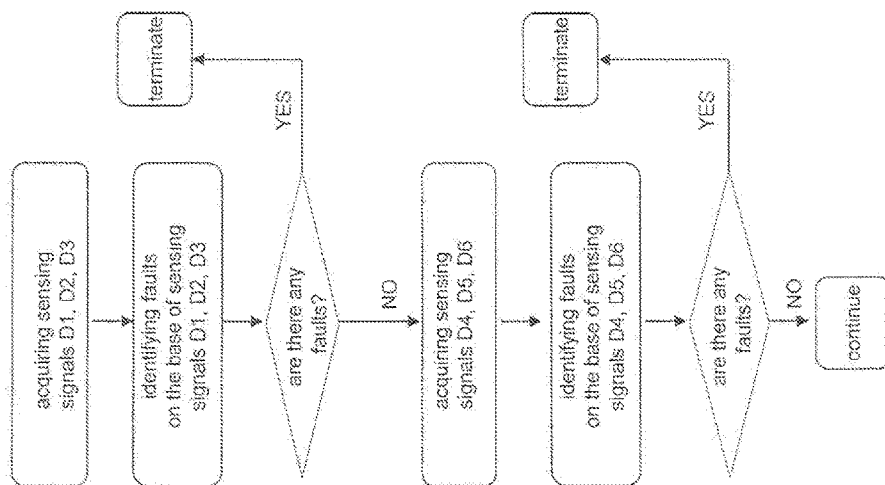 acquiring sensing
signals D1, D2, D3
identifying faults
on the base of sensing
signals D1, D2, D3
are there any
faults?
YES
terminate
NO
acquiring sensing
signals D4, D5, D6
identifying faults
on the base of sensing
signals D4, D5, D6
are there any
faults?
YES
terminate
NO
continue